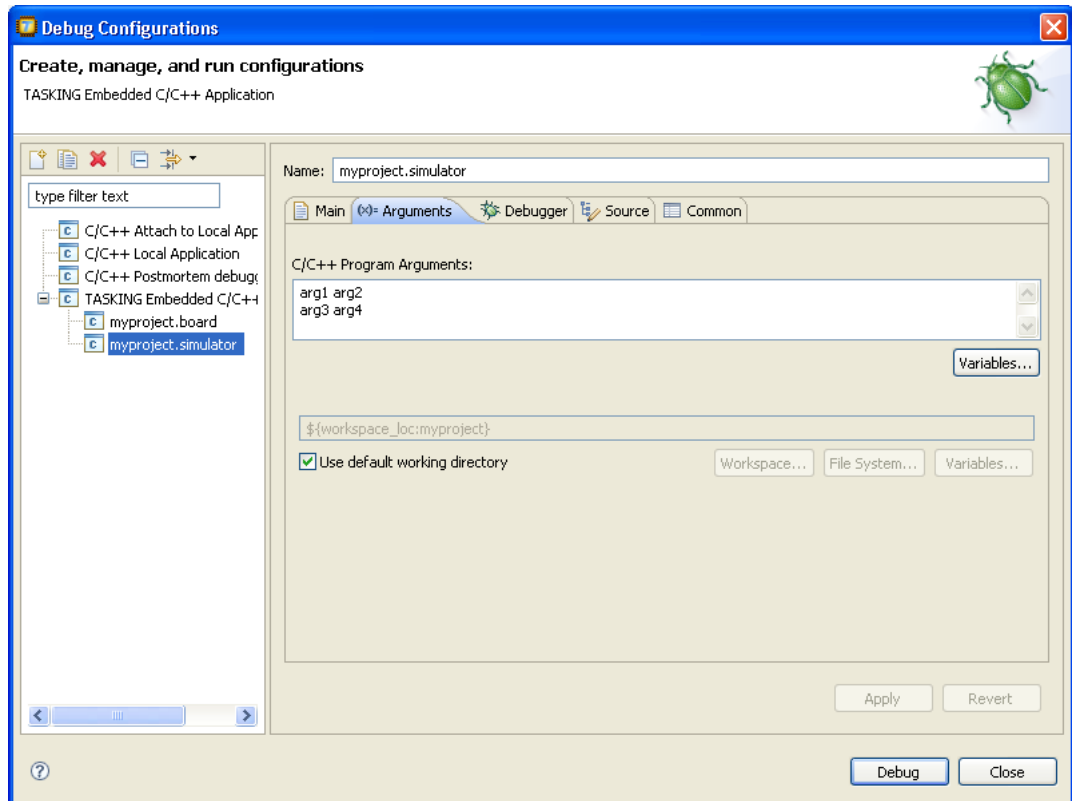 Debug Configurations
Create, manage, and run configurations
TASKING Embedded C/C++ Application
type filter text
C/C++ Attach to Local App
C/C++ Local Application
C/C++ Postmortem debugg
TASKING Embedded C/C++
myproject.board
myproject.simulator
Name: myproject.simulator
Main (x)= Arguments Debugger Source Common
C/C++ Program Arguments:
arg1 arg2
arg3 arg4
Variables...
${workspace_loc:myproject}
Use default working directory Workspace... File System... Variables...
Apply Revert
Debug Close